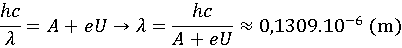 hc/λ = A + eU → λ = hc/(A + eU) ≈ 0,1309.10⁻⁶ (m)